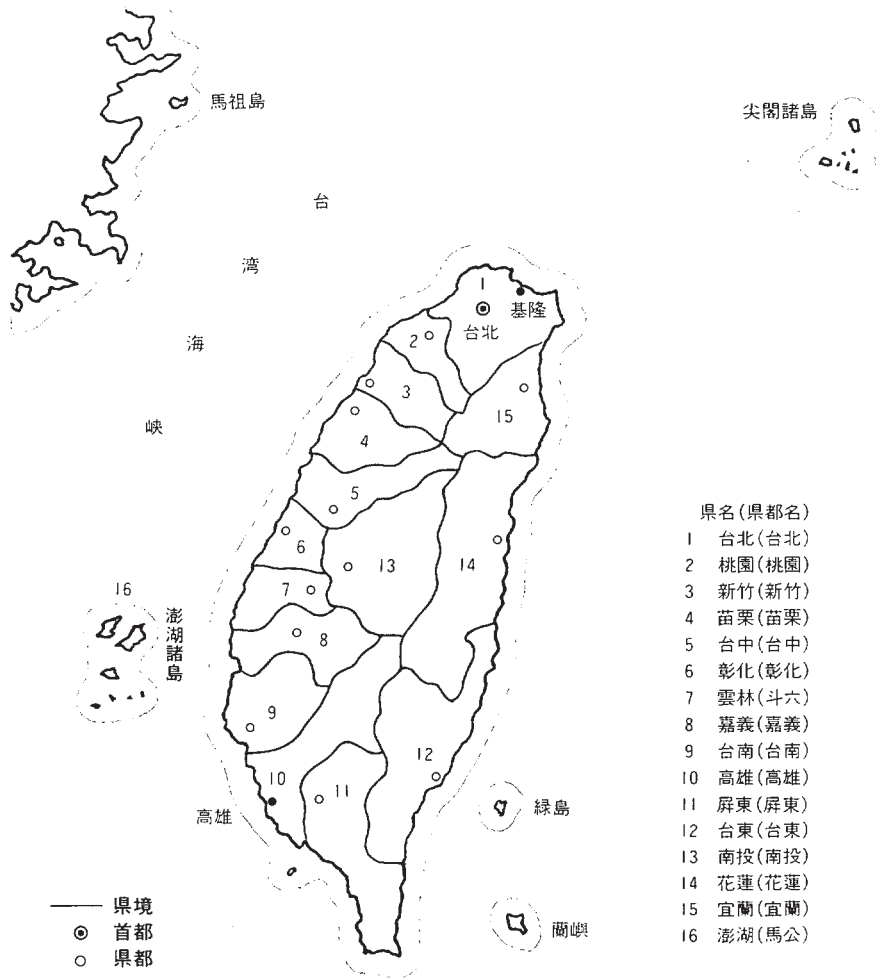 馬祖島
尖閣諸島
台
湾
海
峡
1
基隆
台北
2
3
15
4
5
6
13
14
7
16
澎湖諸島
8
9
10
11
12
高雄
緑島
蘭嶼
県境
首都
県都
県名(県都名)
1 台北(台北)
2 桃園(桃園)
3 新竹(新竹)
4 苗栗(苗栗)
5 台中(台中)
6 彰化(彰化)
7 雲林(斗六)
8 嘉義(嘉義)
9 台南(台南)
10 高雄(高雄)
11 屏東(屏東)
12 台東(台東)
13 南投(南投)
14 花蓮(花蓮)
15 宜蘭(宜蘭)
16 澎湖(馬公)